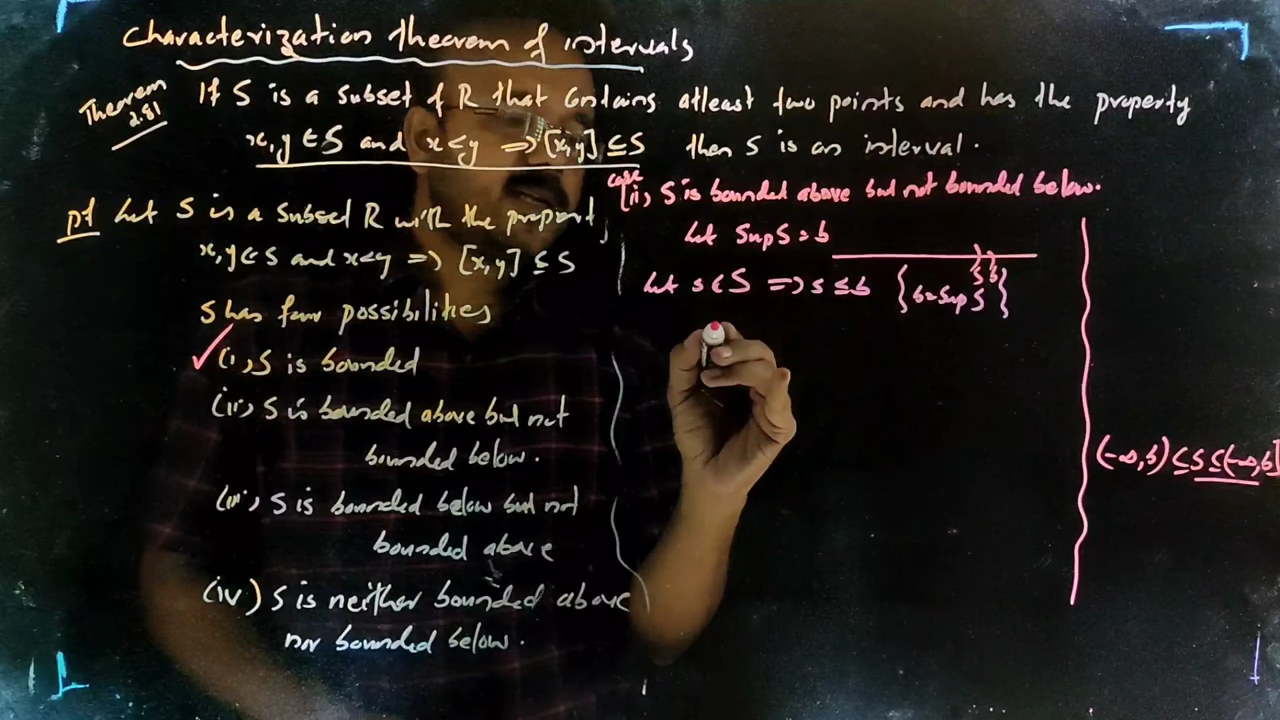 Characterization theorem of intervals
Theorem 2.81
If S is a subset of R that contains atleast two points and has the property
x,y ∈ S and x<y ⇒ [x,y] ⊆ S then S is an interval.
pf Let S is a subset R with the property
x,y ∈ S and x<y ⇒ [x,y] ⊆ S
S has four possibilities
✓ (i) S is bounded
(ii) S is bounded above but not
bounded below.
(iii) S is bounded below but not
bounded above
(iv) S is neither bounded above
nor bounded below.
case (ii) S is bounded above but not bounded below.
Let Sup S = b
s b
Let s ∈ S ⇒ s ≤ b { b = Sup S }
(-∞, b) ⊆ S ⊆ (-∞, b]